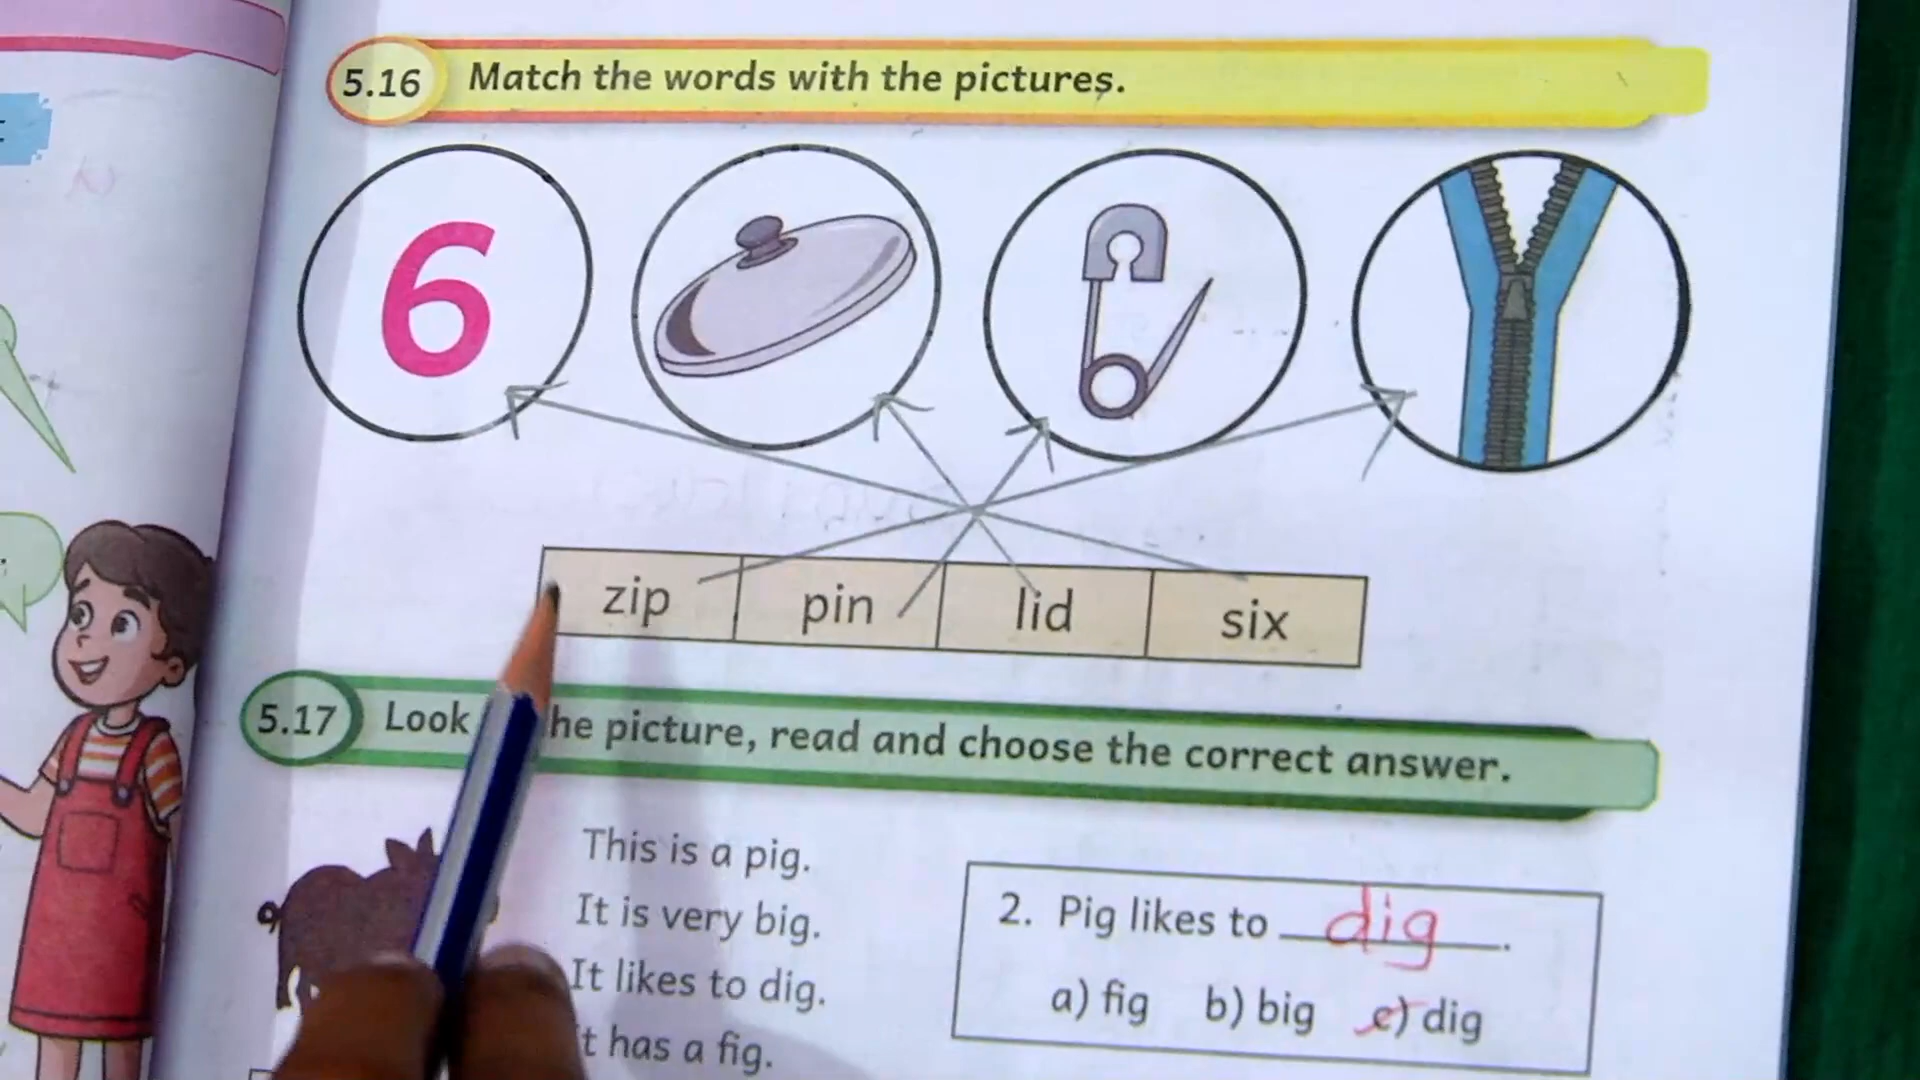 5.16 Match the words with the pictures.
6
zip pin lid six
5.17 Look he picture, read and choose the correct answer.
This is a pig.
It is very big.
It likes to dig.
t has a fig.
2. Pig likes to dig.
a) fig b) big c) dig